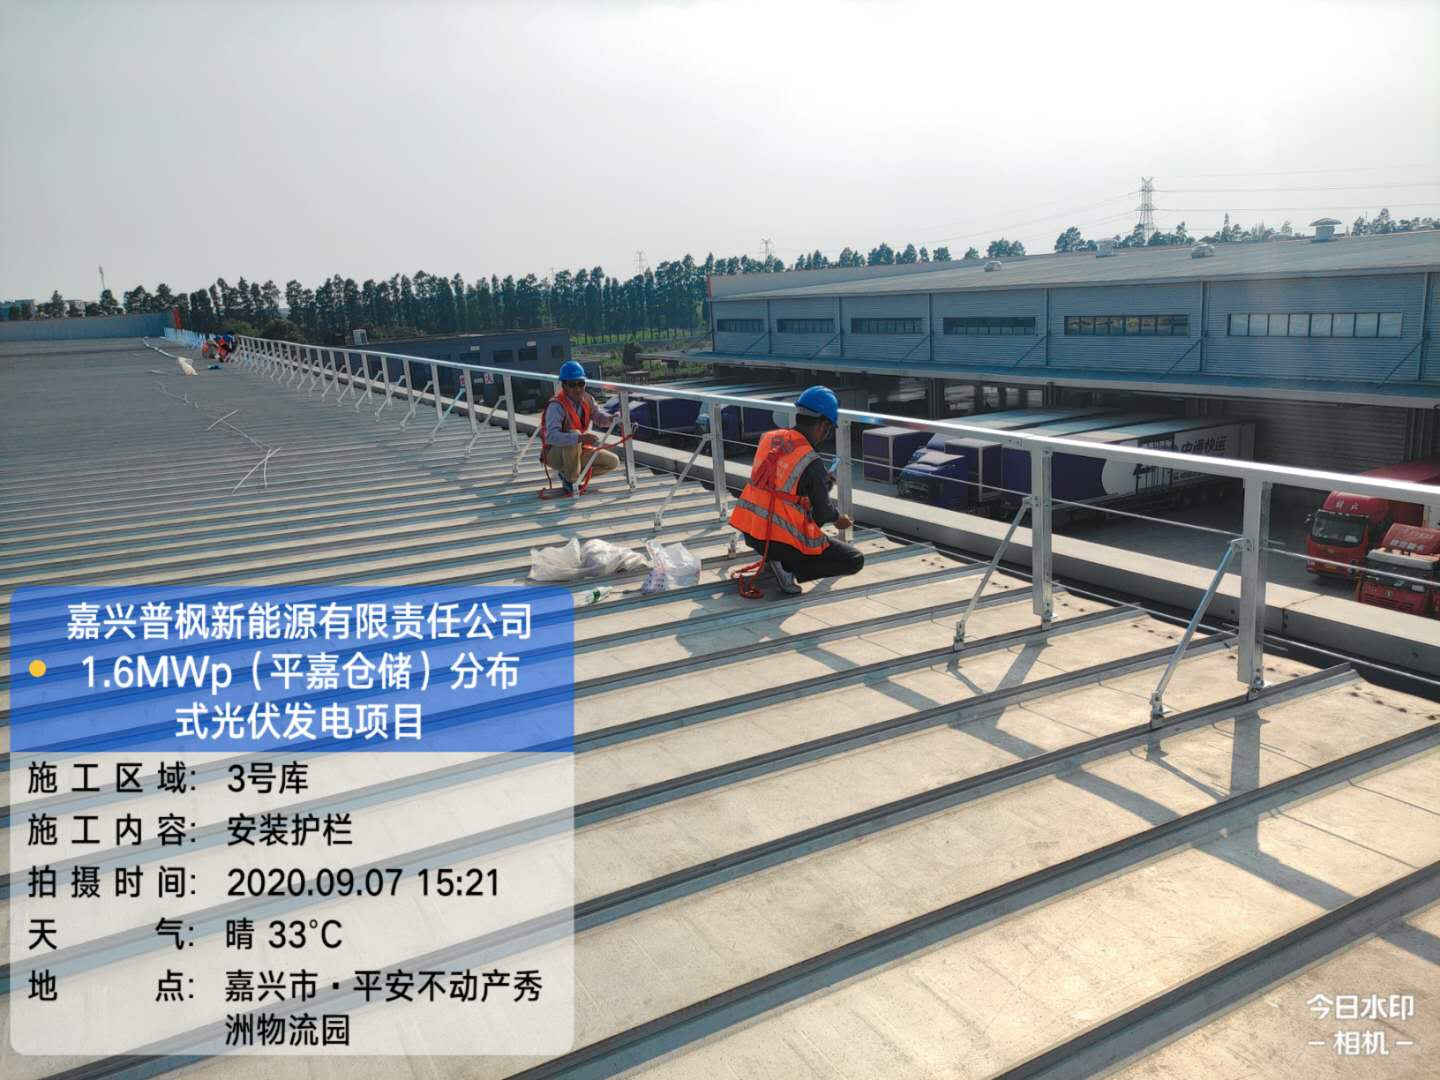 嘉兴普枫新能源有限责任公司
1.6MWp（平嘉仓储）分布
式光伏发电项目
施工区域: 3号库
施工内容: 安装护栏
拍摄时间: 2020.09.07 15:21
天气: 晴 33°C
地点: 嘉兴市·平安不动产秀
洲物流园
中通快运
今日水印
-相机-